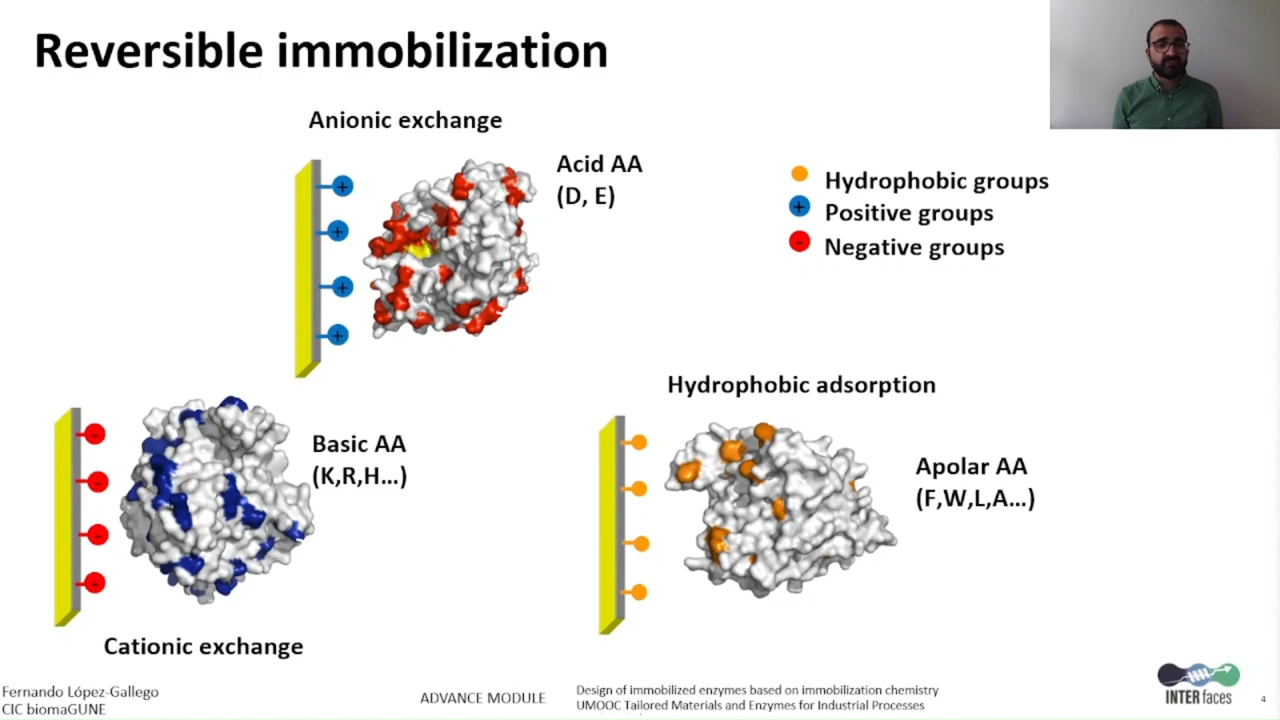 Reversible immobilization
Anionic exchange
Acid AA
(D, E)
Hydrophobic groups
Positive groups
Negative groups
Hydrophobic adsorption
Basic AA
(K,R,H...)
Apolar AA
(F,W,L,A...)
Cationic exchange
Fernando López-Gallego
CIC biomaGUNE
ADVANCE MODULE
Design of immobilized enzymes based on immobilization chemistry
UMOOC Tailored Materials and Enzymes for Industrial Processes
INTERfaces
4